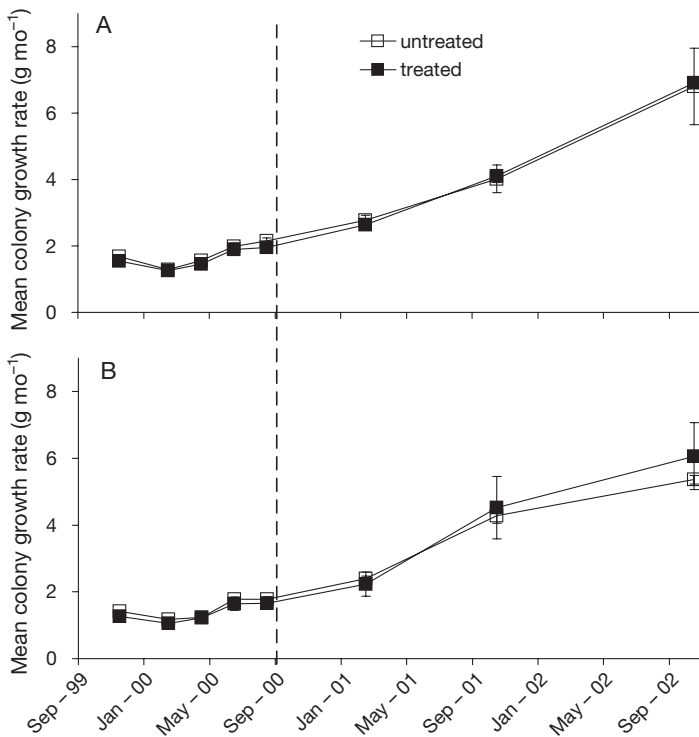 A
untreated
treated
Mean colony growth rate (g mo⁻¹)
8
6
4
2
0
B
Mean colony growth rate (g mo⁻¹)
8
6
4
2
0
Sep – 99
Jan – 00
May – 00
Sep – 00
Jan – 01
May – 01
Sep – 01
Jan – 02
May – 02
Sep – 02